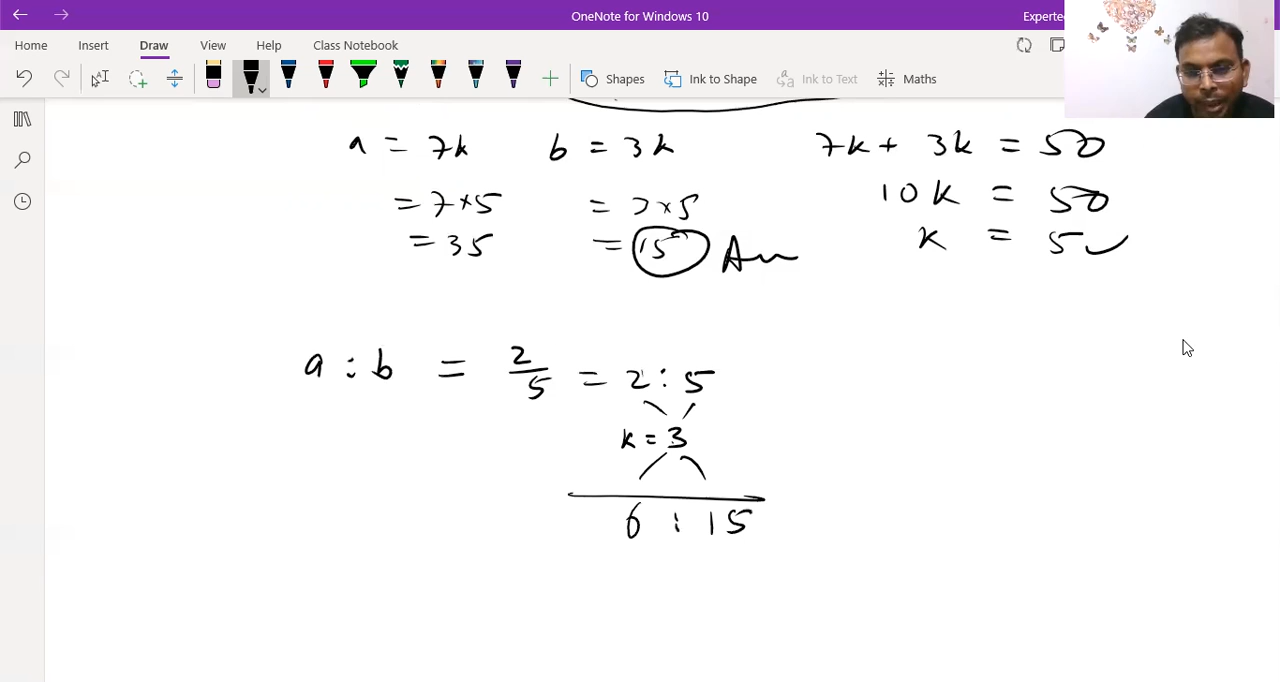 OneNote for Windows 10 Experte
Home Insert Draw View Help Class Notebook
Shapes Ink to Shape Ink to Text Maths
a = 7k b = 3k 7k + 3k = 50
= 7×5 = 3×5 10k = 50
= 35 = 15 Am k = 5
a : b = 2/5 = 2 : 5
k = 3
6 : 15